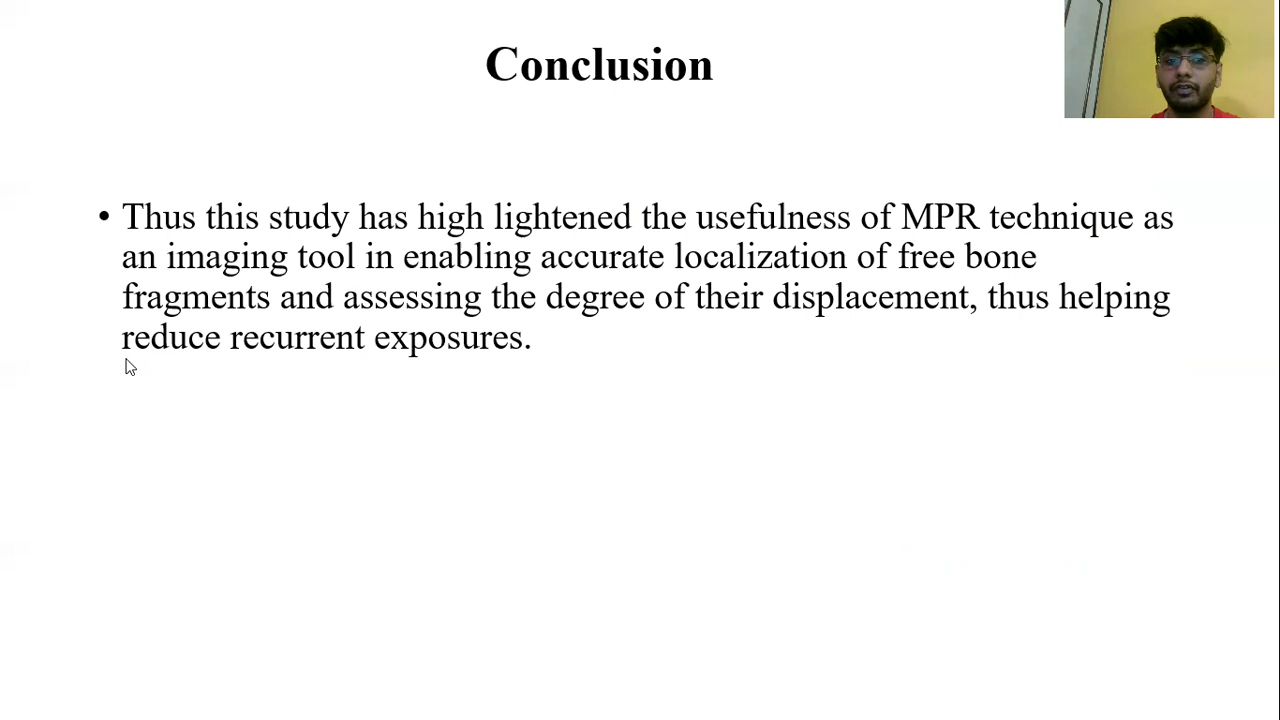 Conclusion
• Thus this study has high lightened the usefulness of MPR technique as
an imaging tool in enabling accurate localization of free bone
fragments and assessing the degree of their displacement, thus helping
reduce recurrent exposures.